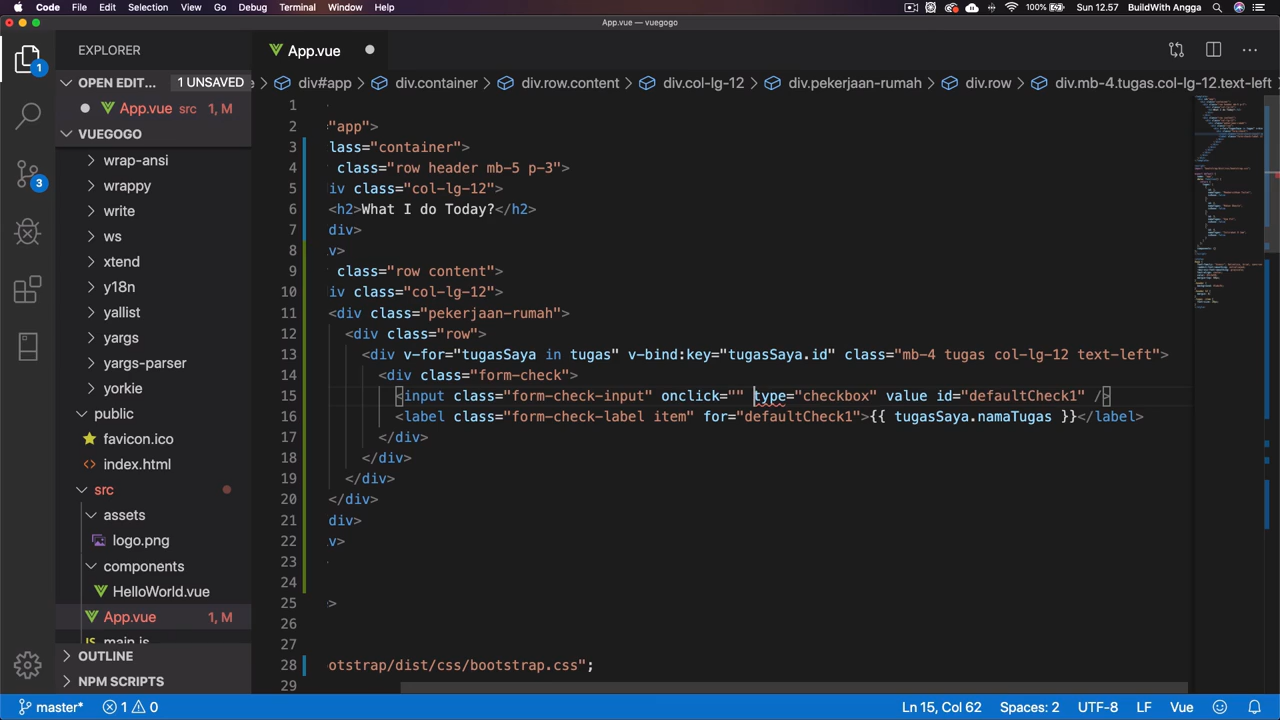 Code File Edit Selection View Go Debug Terminal Window Help
100% Sun 12.57 BuildWith Angga
App.vue — vuegogo
EXPLORER
App.vue
OPEN EDIT... 1 UNSAVED
App.vue src 1, M
VUEGOGO
wrap-ansi
wrappy
write
ws
xtend
y18n
yallist
yargs
yargs-parser
yorkie
public
favicon.ico
index.html
src
assets
logo.png
components
HelloWorld.vue
App.vue 1, M
main.js
OUTLINE
NPM SCRIPTS
1
3
e > div#app > div.container > div.row.content > div.col-lg-12 > div.pekerjaan-rumah > div.row > div.mb-4.tugas.col-lg-12.text-left >
1
2 "app">
3 lass="container">
4 class="row header mb-5 p-3">
5 iv class="col-lg-12">
6 <h2>What I do Today?</h2>
7 div>
8 v>
9 class="row content">
10 iv class="col-lg-12">
11 <div class="pekerjaan-rumah">
12 <div class="row">
13 <div v-for="tugasSaya in tugas" v-bind:key="tugasSaya.id" class="mb-4 tugas col-lg-12 text-left">
14 <div class="form-check">
15 <input class="form-check-input" onclick="" type="checkbox" value id="defaultCheck1" />
16 <label class="form-check-label item" for="defaultCheck1">{{ tugasSaya.namaTugas }}</label>
17 </div>
18 </div>
19 </div>
20 </div>
21 div>
22 v>
23
24
25 >
26
27
28 otstrap/dist/css/bootstrap.css";
29
master* 1 0 Ln 15, Col 62 Spaces: 2 UTF-8 LF Vue